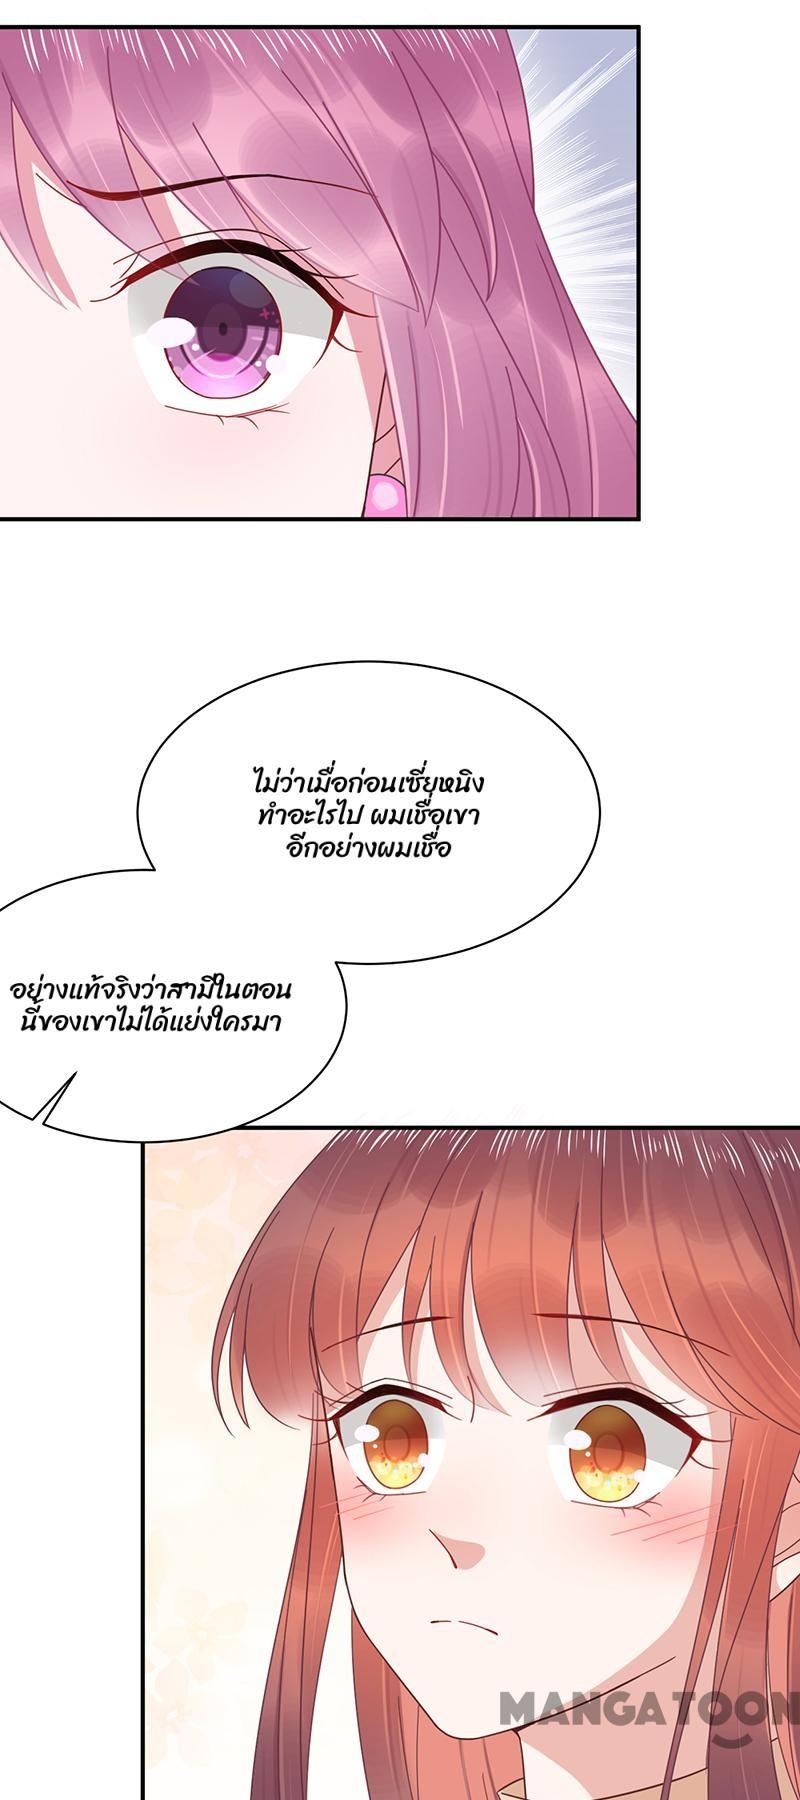 ไม่ว่าเมื่อก่อนเซี่ยหนิง
ทำอะไรไป ผมเชื่อเขา
อีกอย่างผมเชื่อ
อย่างแท้จริงว่าสามีในตอน
นี้ของเขาไม่ได้แย่งใครมา
MANGATOON